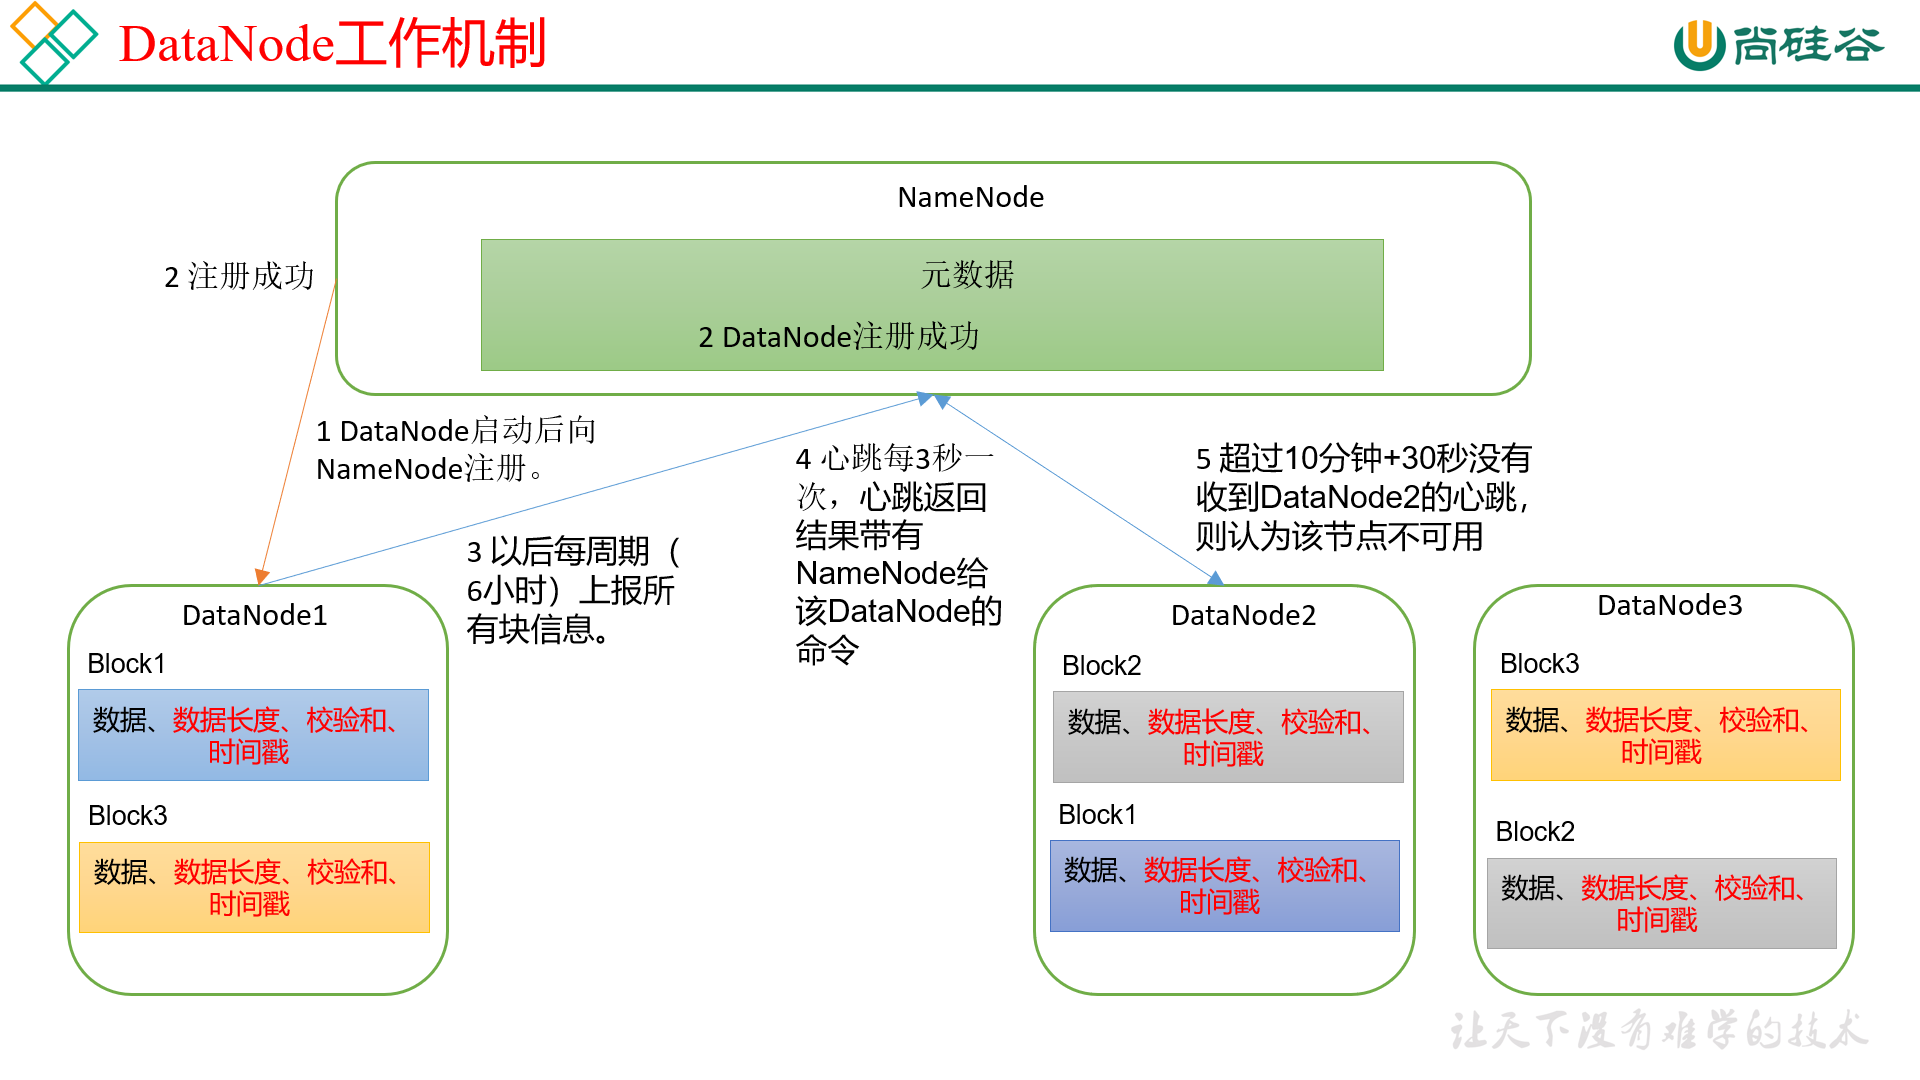 DataNode工作机制
尚硅谷
NameNode
元数据
2 DataNode注册成功
2 注册成功
1 DataNode启动后向
NameNode注册。
3 以后每周期（
6小时）上报所
有块信息。
4 心跳每3秒一
次，心跳返回
结果带有
NameNode给
该DataNode的
命令
5 超过10分钟+30秒没有
收到DataNode2的心跳，
则认为该节点不可用
DataNode1
Block1
数据、数据长度、校验和、
时间戳
Block3
数据、数据长度、校验和、
时间戳
DataNode2
Block2
数据、数据长度、校验和、
时间戳
Block1
数据、数据长度、校验和、
时间戳
DataNode3
Block3
数据、数据长度、校验和、
时间戳
Block2
数据、数据长度、校验和、
时间戳
让天下没有难学的技术